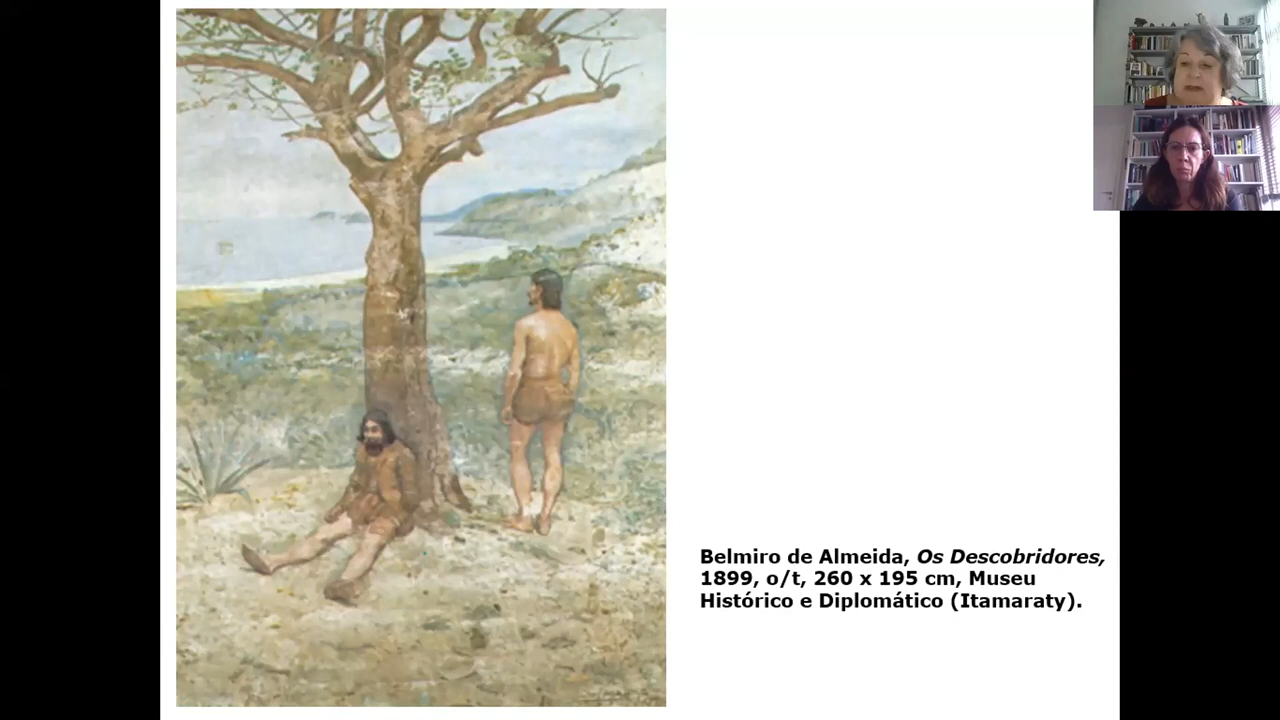 Belmiro de Almeida, Os Descobridores,
1899, o/t, 260 x 195 cm, Museu
Histórico e Diplomático (Itamaraty).